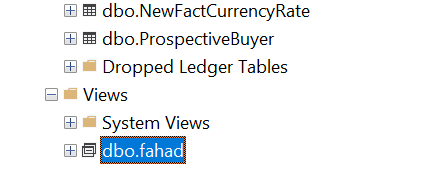 dbo.NewFactCurrencyRate
dbo.ProspectiveBuyer
Dropped Ledger Tables
Views
System Views
dbo.fahad